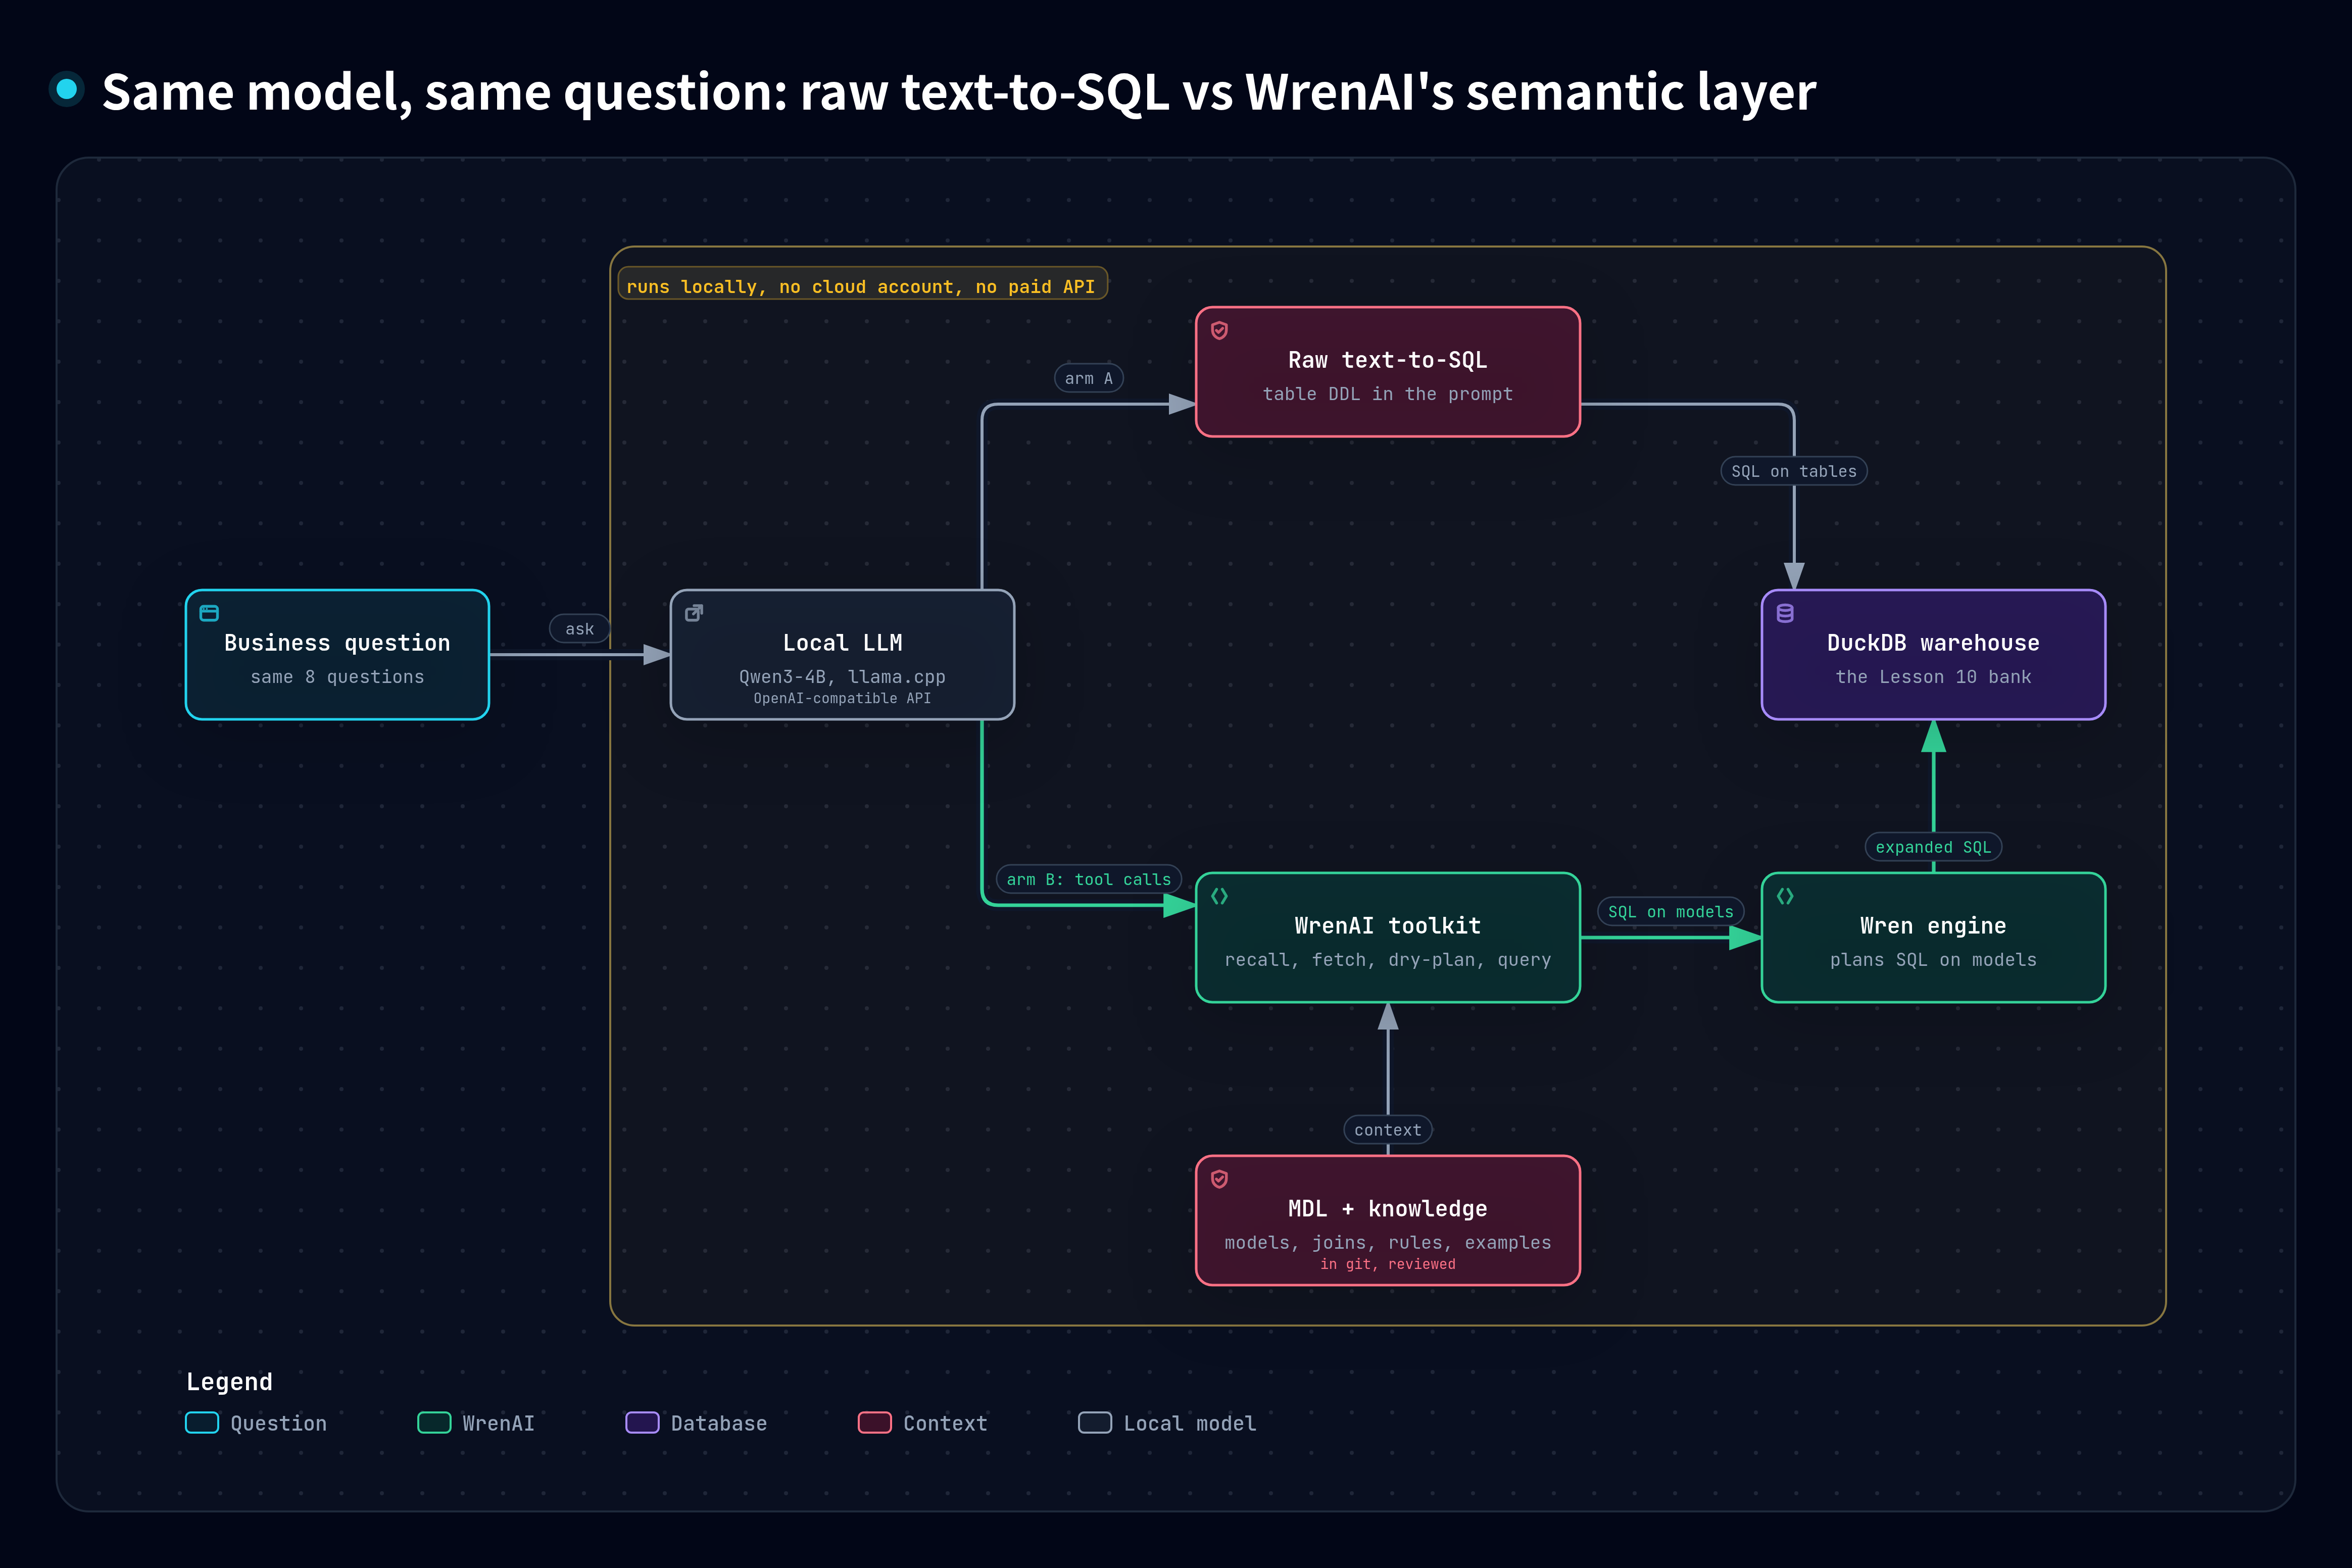 Same model, same question: raw text-to-SQL vs WrenAI's semantic layer
runs locally, no cloud account, no paid API
arm A
Raw text-to-SQL
table DDL in the prompt
SQL on tables
Business question
same 8 questions
ask
Local LLM
Qwen3-4B, llama.cpp
OpenAI-compatible API
DuckDB warehouse
the Lesson 10 bank
arm B: tool calls
WrenAI toolkit
recall, fetch, dry-plan, query
SQL on models
expanded SQL
Wren engine
plans SQL on models
context
MDL + knowledge
models, joins, rules, examples
in git, reviewed
Legend
Question
WrenAI
Database
Context
Local model